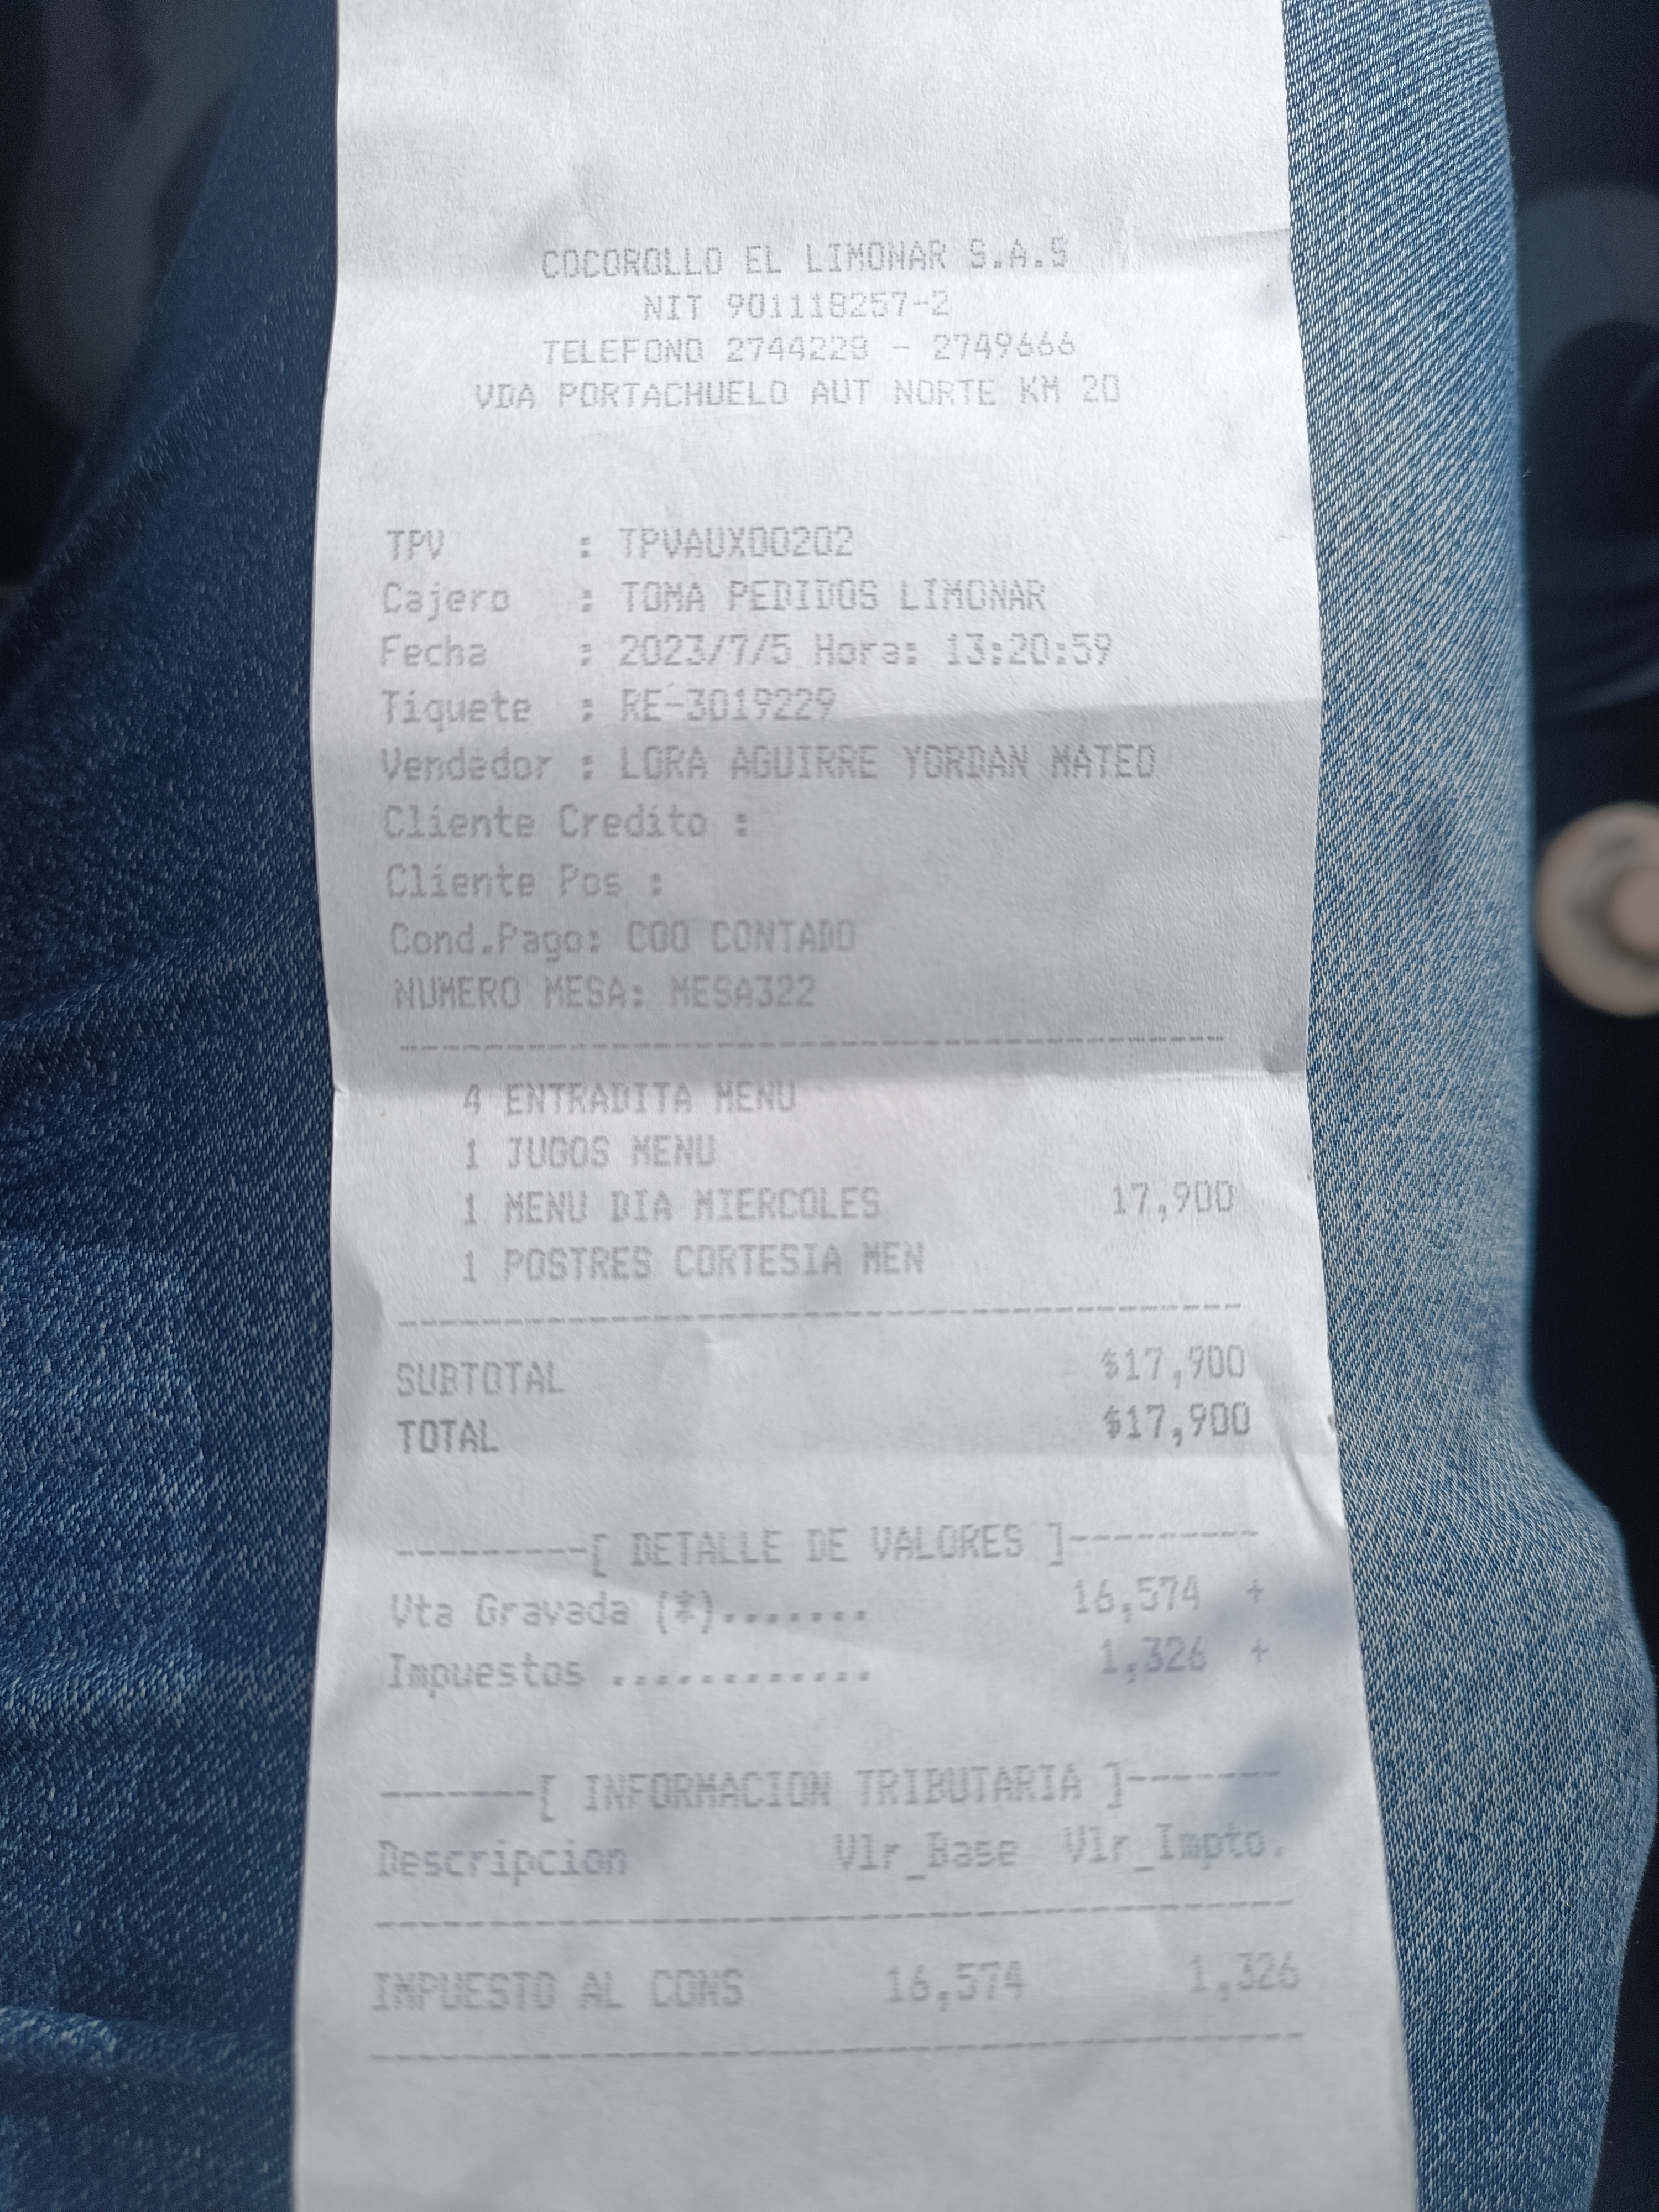 COCOROLLO EL LIMONAR S.A.S
NIT 901118257-2
TELEFONO 2744228 - 2749666
VDA PORTACHUELO AUT NORTE KM 20
TPV : TPVAUX00202
Cajero : TOMA PEDIDOS LIMONAR
Fecha : 2023/7/5 Hora: 13:20:59
Tiquete : RE-3019229
Vendedor : LORA AGUIRRE YORDAN MATEO
Cliente Credito :
Cliente Pos :
Cond.Pago: C00 CONTADO
NUMERO MESA: MESA322
--------------------------------------
4 ENTRADITA MENU
1 JUGOS MENU
1 MENU DIA MIERCOLES 17,900
1 POSTRES CORTESIA MEN
--------------------------------------
SUBTOTAL $17,900
TOTAL $17,900
---------[ DETALLE DE VALORES ]---------
Vta Gravada (*)....... 16,574 +
Impuestos ............ 1,326 +
-------[ INFORMACION TRIBUTARIA ]-------
Descripcion Vlr_Base Vlr_Impto.
--------------------------------------
IMPUESTO AL CONS 16,574 1,326
--------------------------------------